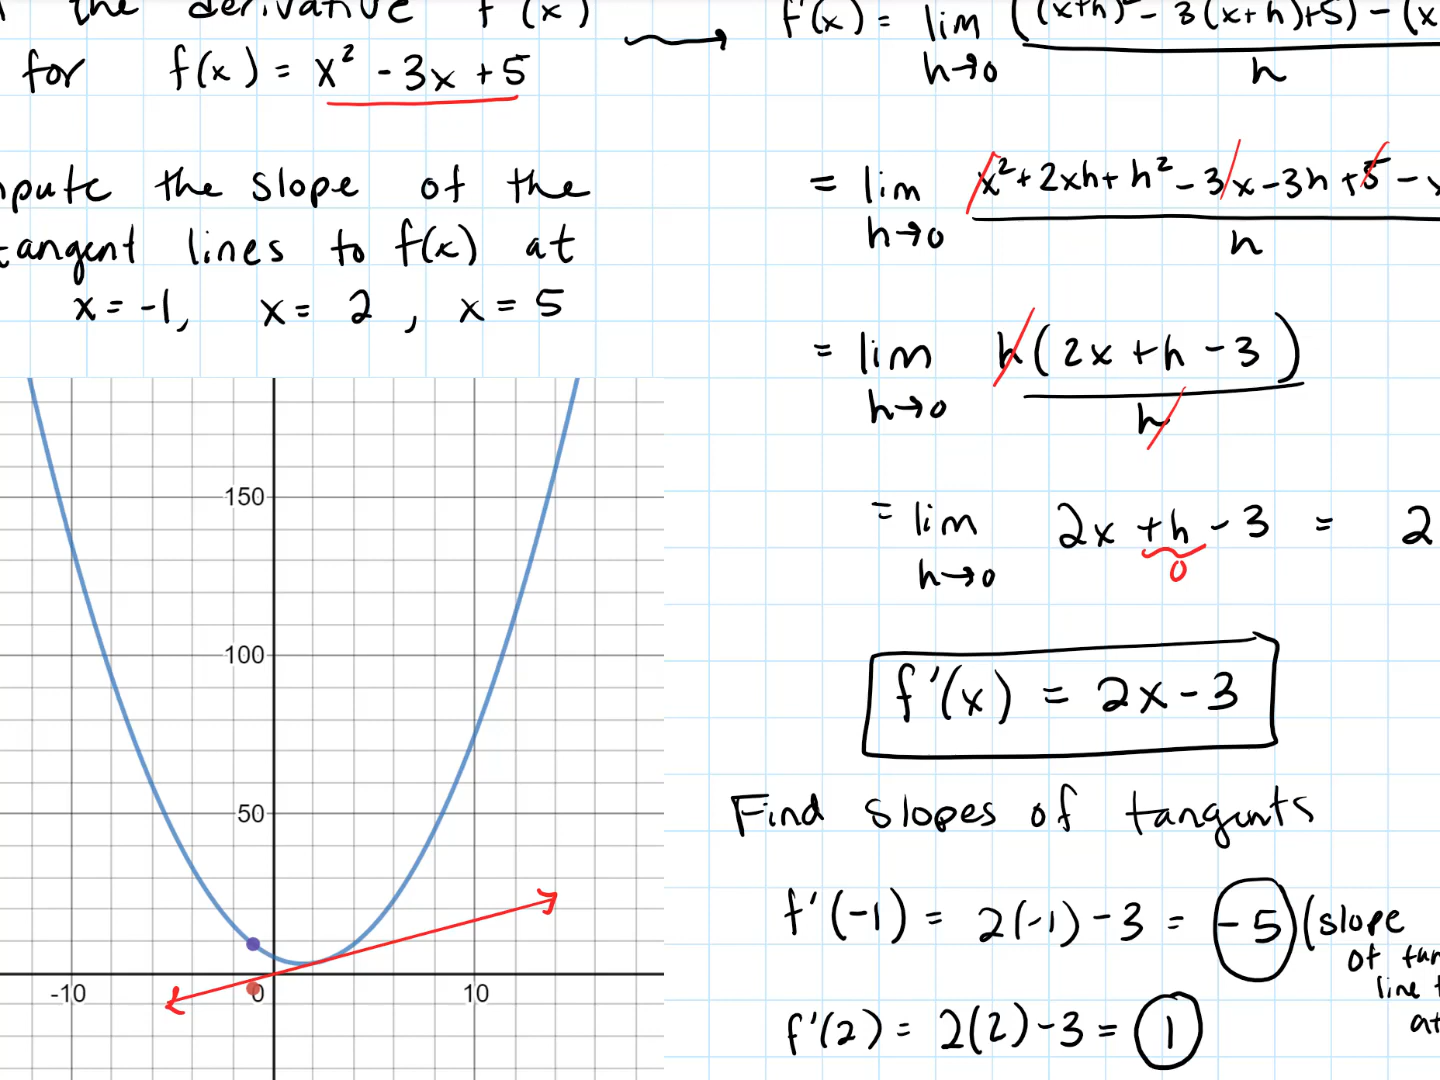 the derivative f'(x)
for f(x) = x² - 3x + 5
the slope of the
tangent lines to f(x) at
x = -1, x = 2 , x = 5
150
100
50
-10 0 10
f'(x) = lim ((x+h)² - 3(x+h)+5) - (x
h→0 h
= lim x² + 2xh + h² - 3x - 3h + 5 -
h→0 h
= lim h(2x + h - 3)
h→0 h
= lim 2x + h - 3 = 2
h→0 0
f'(x) = 2x - 3
Find slopes of tangents
f'(-1) = 2(-1) - 3 = -5 (slope
of
line
at
f'(2) = 2(2) - 3 = 1